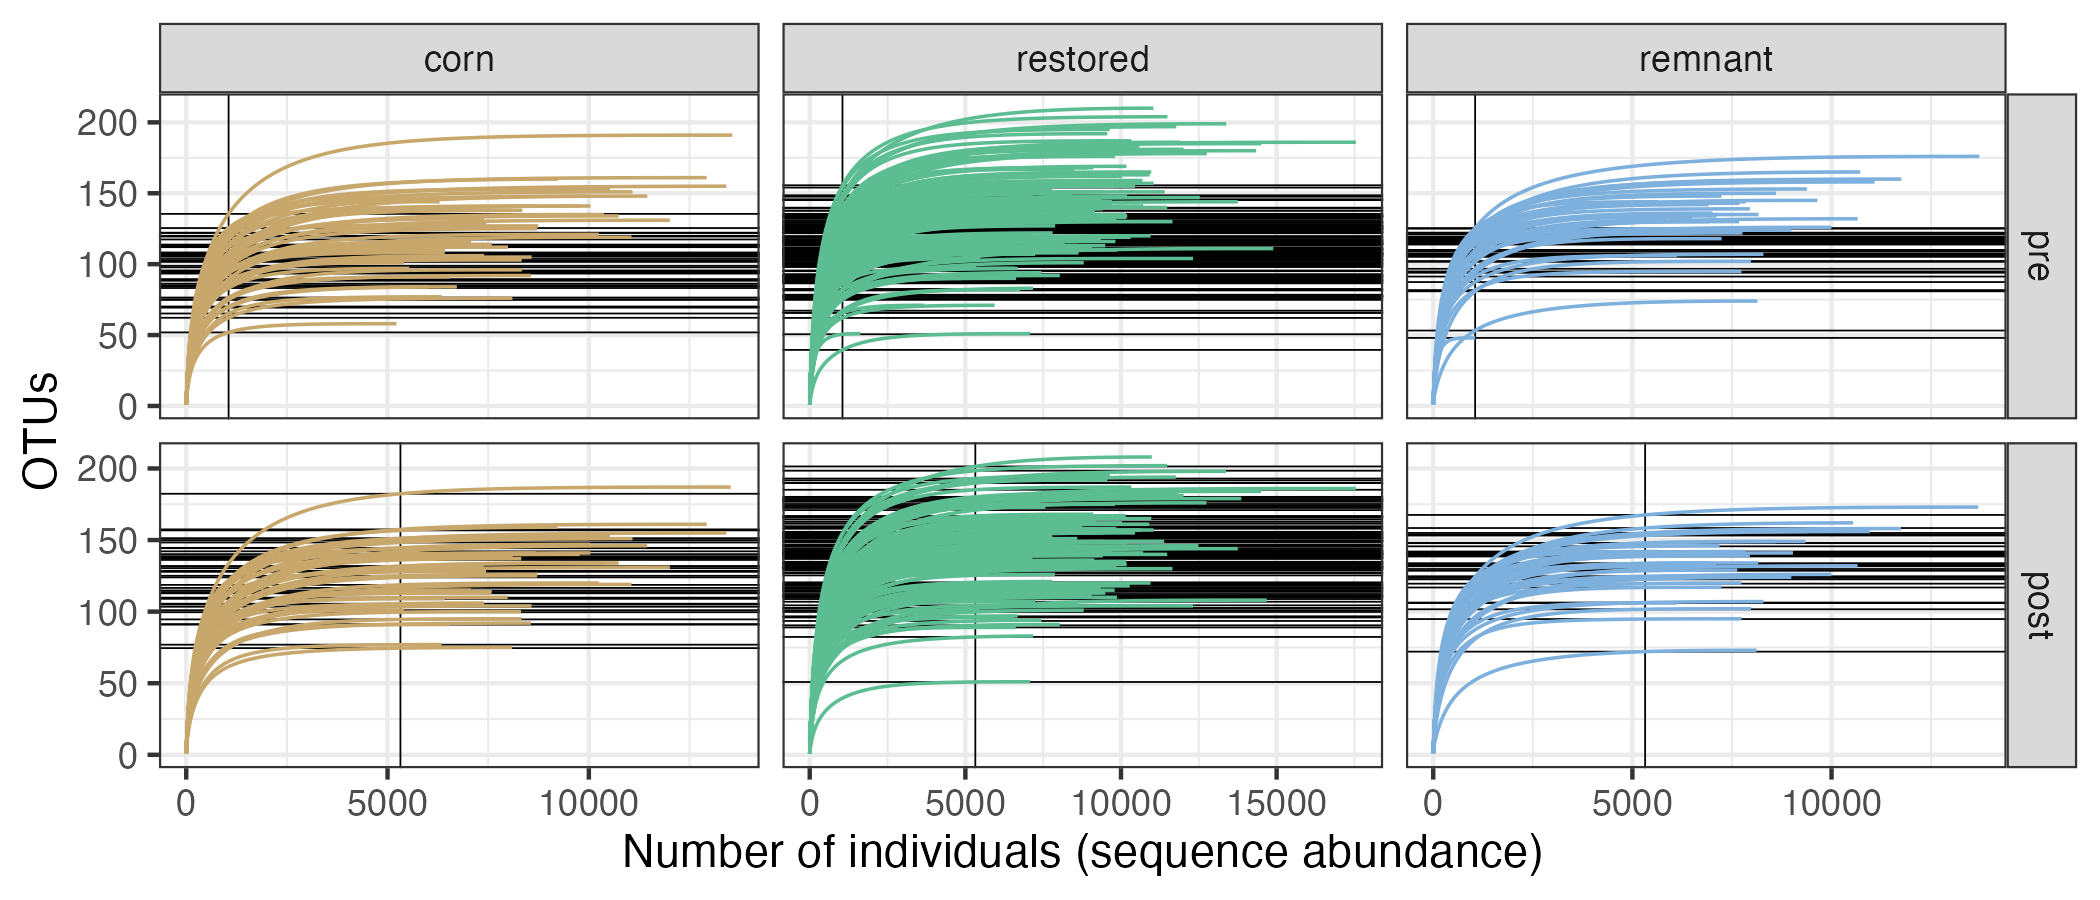 corn restored remnant
200
150
100
50
0
pre
200
150
100
50
0
post
OTUs
0 5000 10000 0 5000 10000 15000 0 5000 10000
Number of individuals (sequence abundance)